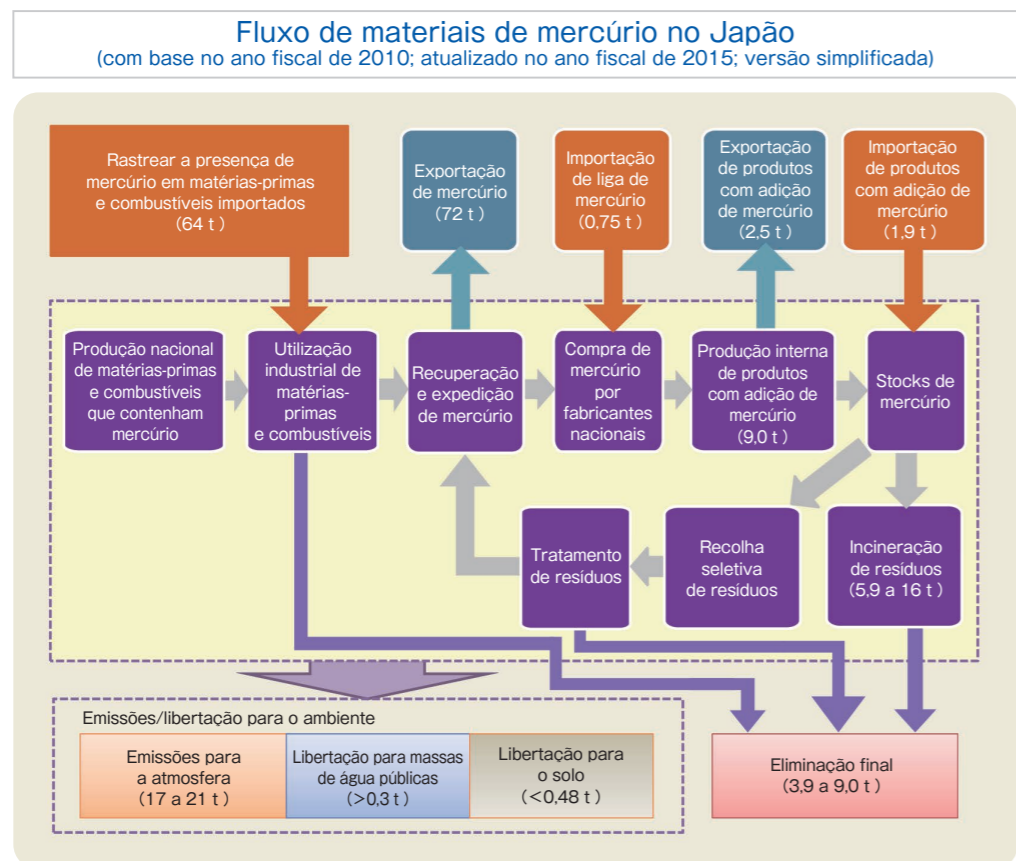 Fluxo de materiais de mercúrio no Japão
(com base no ano fiscal de 2010; atualizado no ano fiscal de 2015; versão simplificada)
Rastrear a presença de
mercúrio em matérias-primas
e combustíveis importados
(64 t)
Exportação
de mercúrio
(72 t)
Importação
de liga de
mercúrio
(0,75 t)
Exportação
de produtos
com adição
de mercúrio
(2,5 t)
Importação
de produtos
com adição de
mercúrio
(1,9 t)
Produção nacional
de matérias-primas
e combustíveis
que contenham
mercúrio
Utilização
industrial de
matérias-
primas
e combustíveis
Recuperação
e expedição
de mercúrio
Compra de
mercúrio
por
fabricantes
nacionais
Produção interna
de produtos
com adição de
mercúrio
(9,0 t)
Stocks de
mercúrio
Tratamento
de resíduos
Recolha
seletiva
de resíduos
Incineração
de resíduos
(5,9 a 16 t)
Emissões/libertação para o ambiente
Emissões para
a atmosfera
(17 a 21 t)
Libertação para massas
de água públicas
(>0,3 t)
Libertação para
o solo
(<0,48 t)
Eliminação final
(3,9 a 9,0 t)